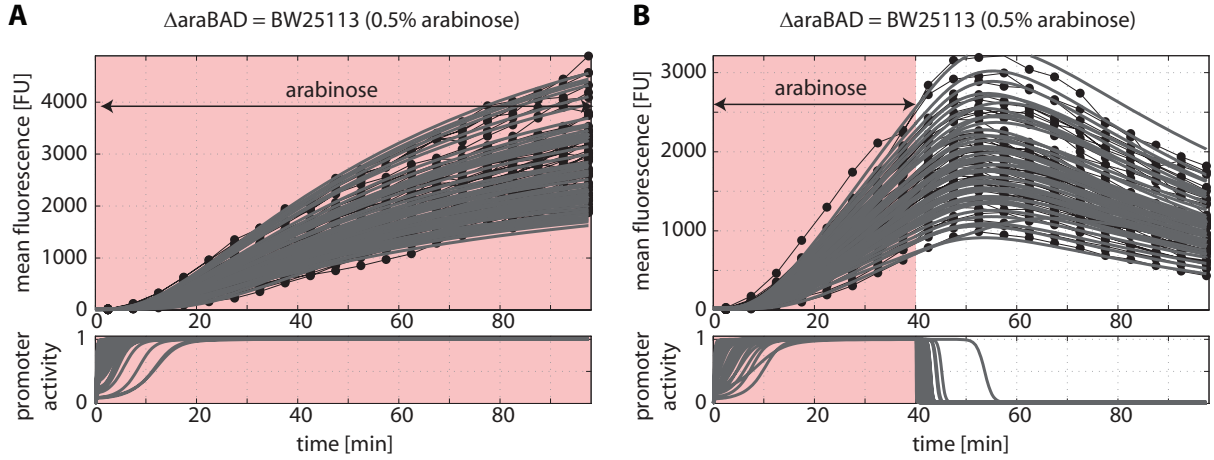 A
ΔaraBAD = BW25113 (0.5% arabinose)
mean fluorescence [FU]
4000
3000
2000
1000
0
arabinose
0 20 40 60 80
promoter
activity
1
0
0 20 40 60 80
time [min]
B
ΔaraBAD = BW25113 (0.5% arabinose)
mean fluorescence [FU]
3000
2000
1000
0
arabinose
0 20 40 60 80
promoter
activity
1
0
0 20 40 60 80
time [min]